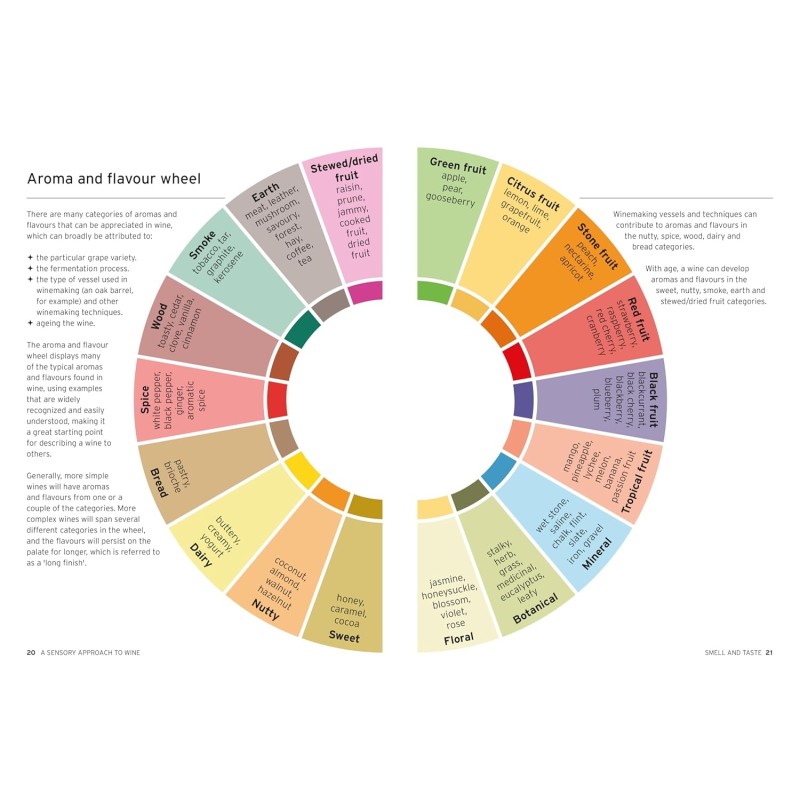 Aroma and flavour wheel
There are many categories of aromas and
flavours that can be appreciated in wine,
which can broadly be attributed to:
the particular grape variety.
the fermentation process.
the type of vessel used in
winemaking (an oak barrel,
for example) and other
winemaking techniques.
ageing the wine.
The aroma and flavour
wheel displays many
of the typical aromas
and flavours found in
wine, using examples
that are widely
recognized and easily
understood, making it
a great starting point
for describing a wine to
others.
Generally, more simple
wines will have aromas
and flavours from one or a
couple of the categories. More
complex wines will span several
different categories in the wheel,
and the flavours will persist on the
palate for longer, which is referred to
as a 'long finish'.
Stewed/dried
fruit
raisin,
prune,
jammy,
cooked
fruit,
dried
fruit
Earth
meat, leather,
mushroom,
savoury,
forest,
hay,
coffee,
tea
Smoke
tobacco, tar,
graphite,
kerosene
Wood
toasty, cedar,
clove, vanilla,
cinnamon
Spice
white pepper,
black pepper,
ginger,
aromatic
spice
Bread
pastry,
brioche
Dairy
buttery,
creamy,
yogurt
Nutty
coconut,
almond,
walnut,
hazelnut
Sweet
honey,
caramel,
cocoa
Green fruit
apple,
pear,
gooseberry
Citrus fruit
lemon, lime,
grapefruit,
orange
Stone fruit
peach,
nectarine,
apricot
Red fruit
strawberry,
raspberry,
red cherry,
cranberry
Black fruit
blackcurrant,
black cherry,
blackberry,
blueberry,
plum
mango,
pineapple,
lychee,
melon,
banana,
passion fruit
Tropical fruit
wet stone,
saline,
chalk, flint,
slate,
iron, gravel
Mineral
stalky,
herb,
grass,
medicinal,
eucalyptus,
leafy
Botanical
jasmine,
honeysuckle,
blossom,
violet,
rose
Floral
Winemaking vessels and techniques can
contribute to aromas and flavours in
the nutty, spice, wood, dairy and
bread categories.
With age, a wine can develop
aromas and flavours in the
sweet, nutty, smoke, earth and
stewed/dried fruit categories.
20 A SENSORY APPROACH TO WINE
SMELL AND TASTE 21